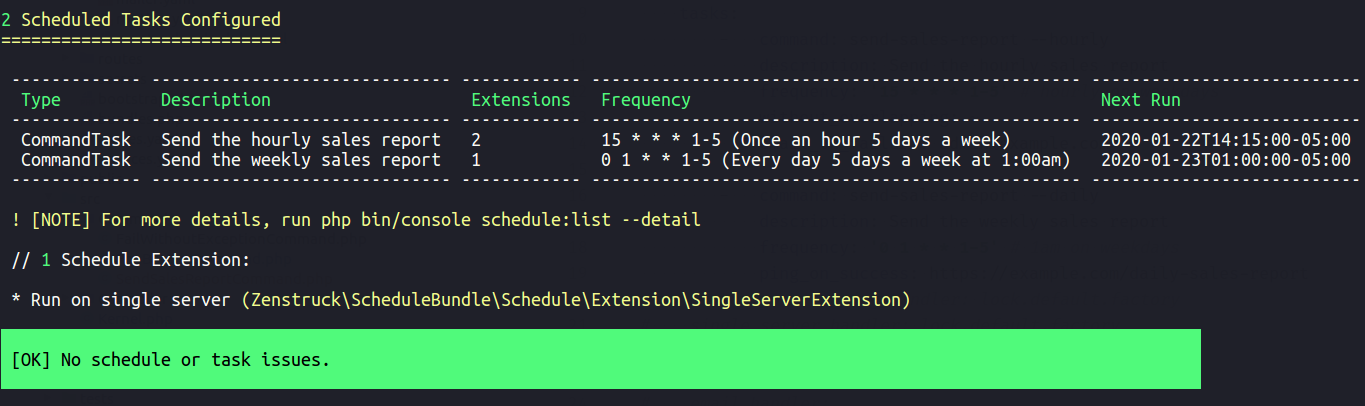 2 Scheduled Tasks Configured
============================
------------- ------------------------------ ------------ ------------------------------------------------- ---------------------------
Type Description Extensions Frequency Next Run
------------- ------------------------------ ------------ ------------------------------------------------- ---------------------------
CommandTask Send the hourly sales report 2 15 * * * 1-5 (Once an hour 5 days a week) 2020-01-22T14:15:00-05:00
CommandTask Send the weekly sales report 1 0 1 * * 1-5 (Every day 5 days a week at 1:00am) 2020-01-23T01:00:00-05:00
------------- ------------------------------ ------------ ------------------------------------------------- ---------------------------
! [NOTE] For more details, run php bin/console schedule:list --detail
// 1 Schedule Extension:
* Run on single server (Zenstruck\ScheduleBundle\Schedule\Extension\SingleServerExtension)
[OK] No schedule or task issues.